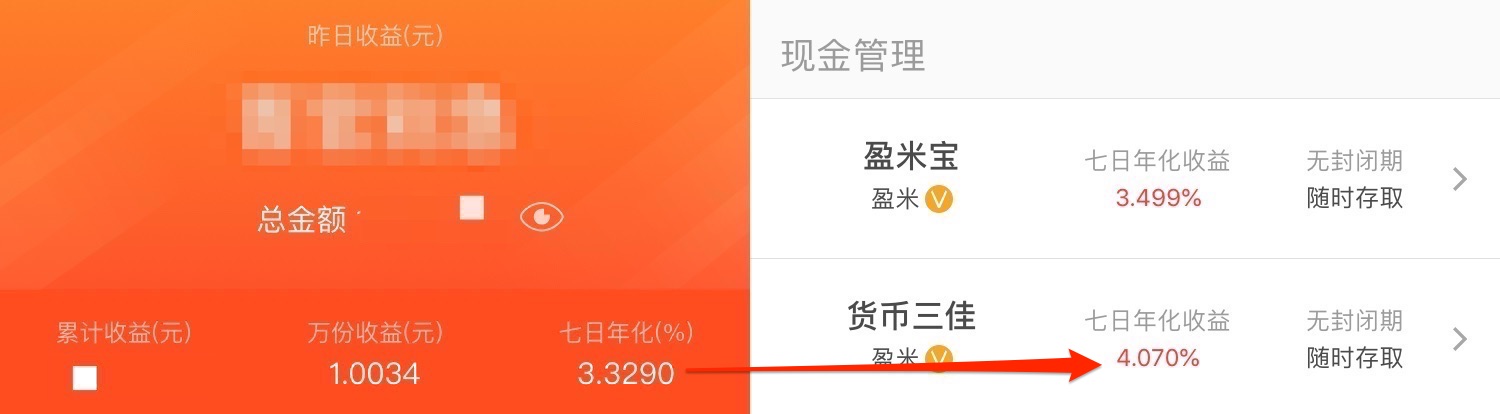 昨日收益(元)
总金额
累计收益(元) 万份收益(元) 七日年化(%)
1.0034 3.3290
现金管理
盈米宝 七日年化收益 无封闭期
盈米 V 3.499% 随时存取
货币三佳 七日年化收益 无封闭期
盈米 V 4.070% 随时存取